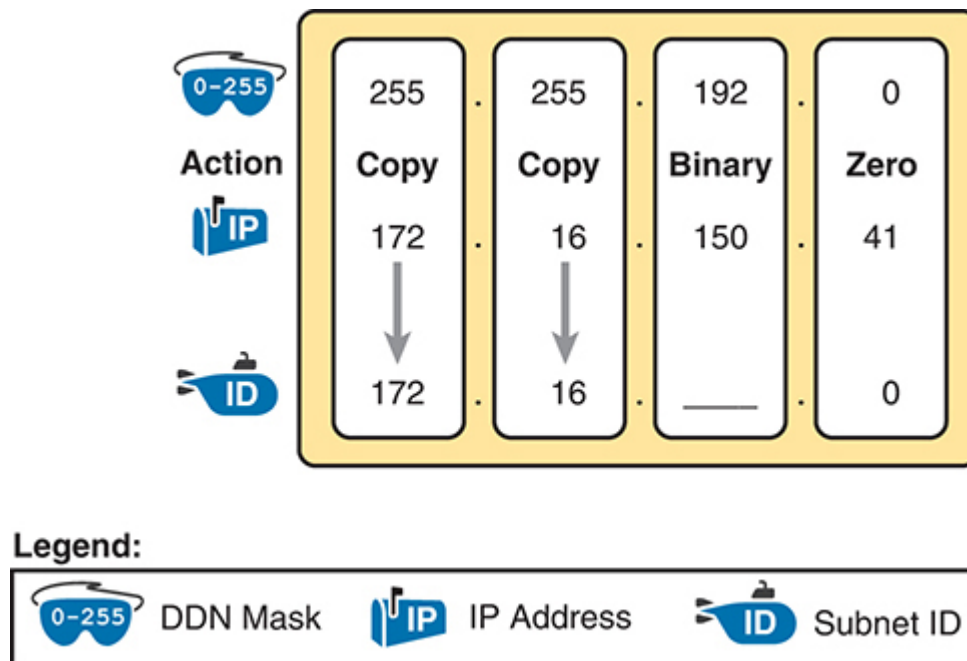 0-255 255 . 255 . 192 . 0
Action Copy Copy Binary Zero
IP 172 . 16 . 150 . 41
ID 172 . 16 . ____ . 0
Legend:
0-255 DDN Mask IP IP Address ID Subnet ID